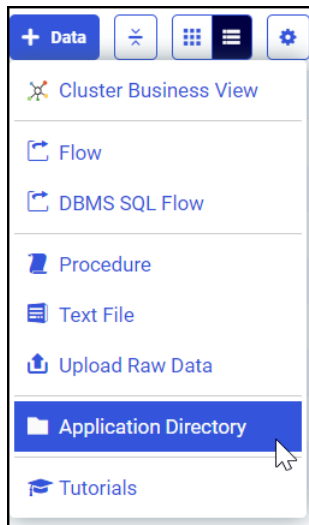 + Data
Cluster Business View
Flow
DBMS SQL Flow
Procedure
Text File
Upload Raw Data
Application Directory
Tutorials